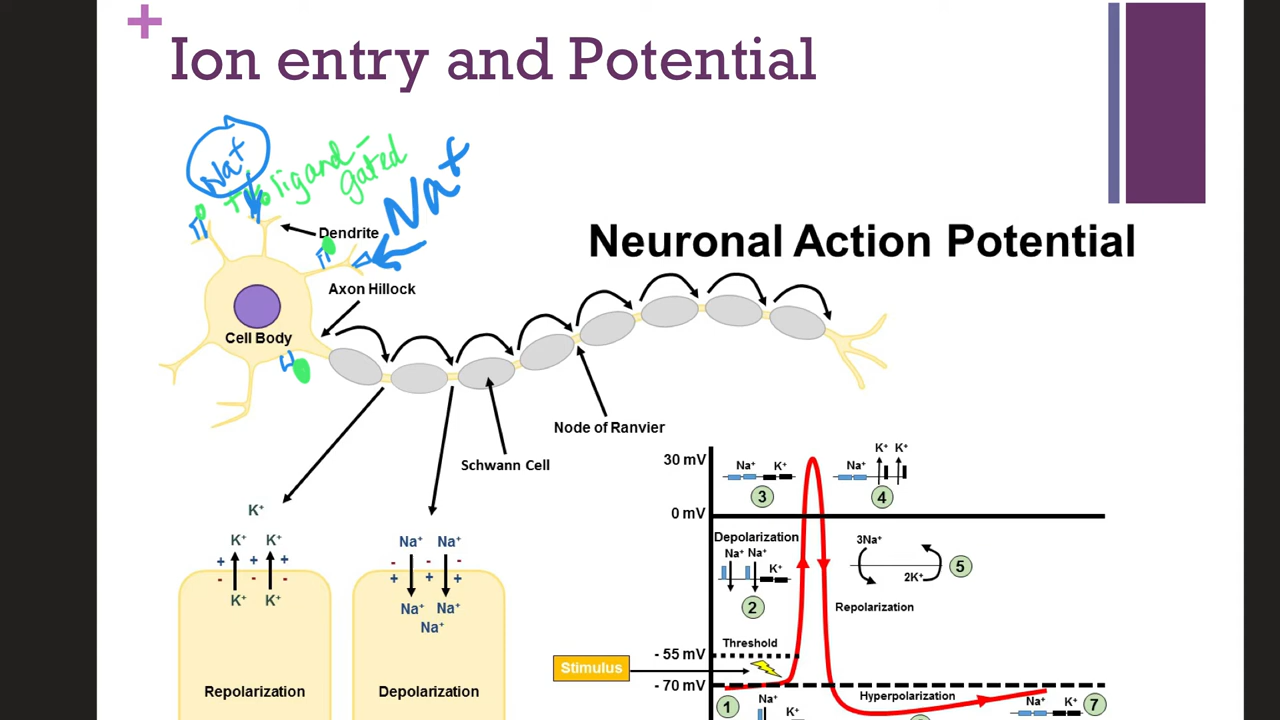 +
Ion entry and Potential
Na+
ligand-
gated
Na+
Dendrite
Neuronal Action Potential
Axon Hillock
Cell Body
Node of Ranvier
Schwann Cell
K⁺
K⁺ K⁺
+ + +
- - -
K⁺ K⁺
Repolarization
Na⁺ Na⁺
- - -
+ + +
Na⁺ Na⁺
Na⁺
Depolarization
30 mV
Na⁺ K⁺
3
Na⁺ K⁺ K⁺
4
0 mV
Depolarization
Na⁺ Na⁺
K⁺
2
3Na⁺
2K⁺
5
Repolarization
Threshold
- 55 mV
Stimulus
- 70 mV
Hyperpolarization
1
Na⁺
K⁺
Na⁺ K⁺
7